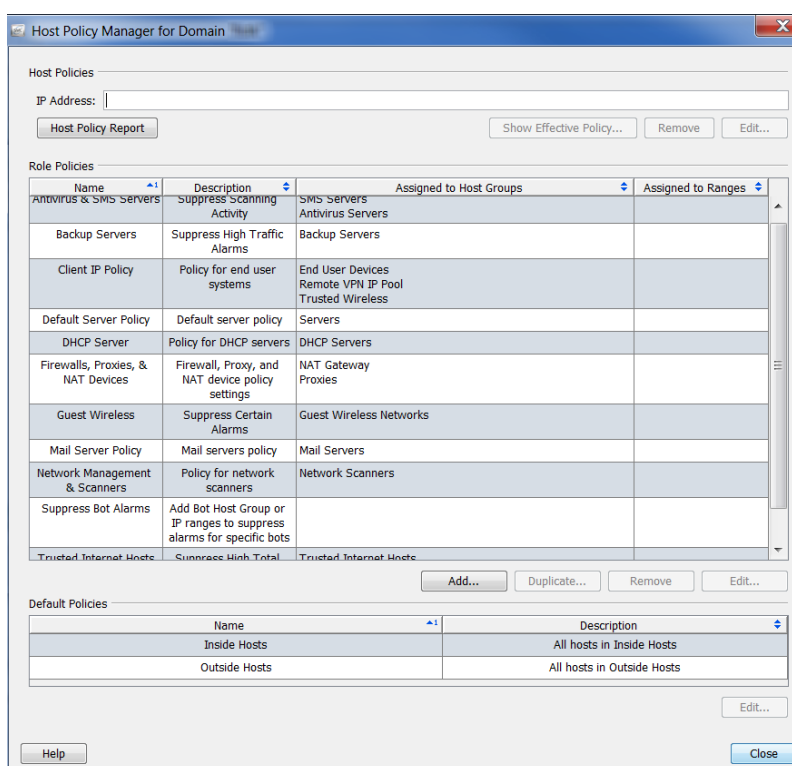 Host Policy Manager for Domain
Host Policies
IP Address:
Host Policy Report
Show Effective Policy...
Remove
Edit...
Role Policies
Name 1 Description Assigned to Host Groups Assigned to Ranges
Antivirus & SMS Servers Suppress Scanning SMS Servers
Activity Antivirus Servers
Backup Servers Suppress High Traffic Backup Servers
Alarms
Client IP Policy Policy for end user End User Devices
systems Remote VPN IP Pool
Trusted Wireless
Default Server Policy Default server policy Servers
DHCP Server Policy for DHCP servers DHCP Servers
Firewalls, Proxies, & Firewall, Proxy, and NAT Gateway
NAT Devices NAT device policy Proxies
settings
Guest Wireless Suppress Certain Guest Wireless Networks
Alarms
Mail Server Policy Mail servers policy Mail Servers
Network Management Policy for network Network Scanners
& Scanners scanners
Suppress Bot Alarms Add Bot Host Group or
IP ranges to suppress
alarms for specific bots
Trusted Internet Hosts Suppress High Total Trusted Internet Hosts
Add... Duplicate... Remove Edit...
Default Policies
Name 1 Description
Inside Hosts All hosts in Inside Hosts
Outside Hosts All hosts in Outside Hosts
Edit...
Help Close